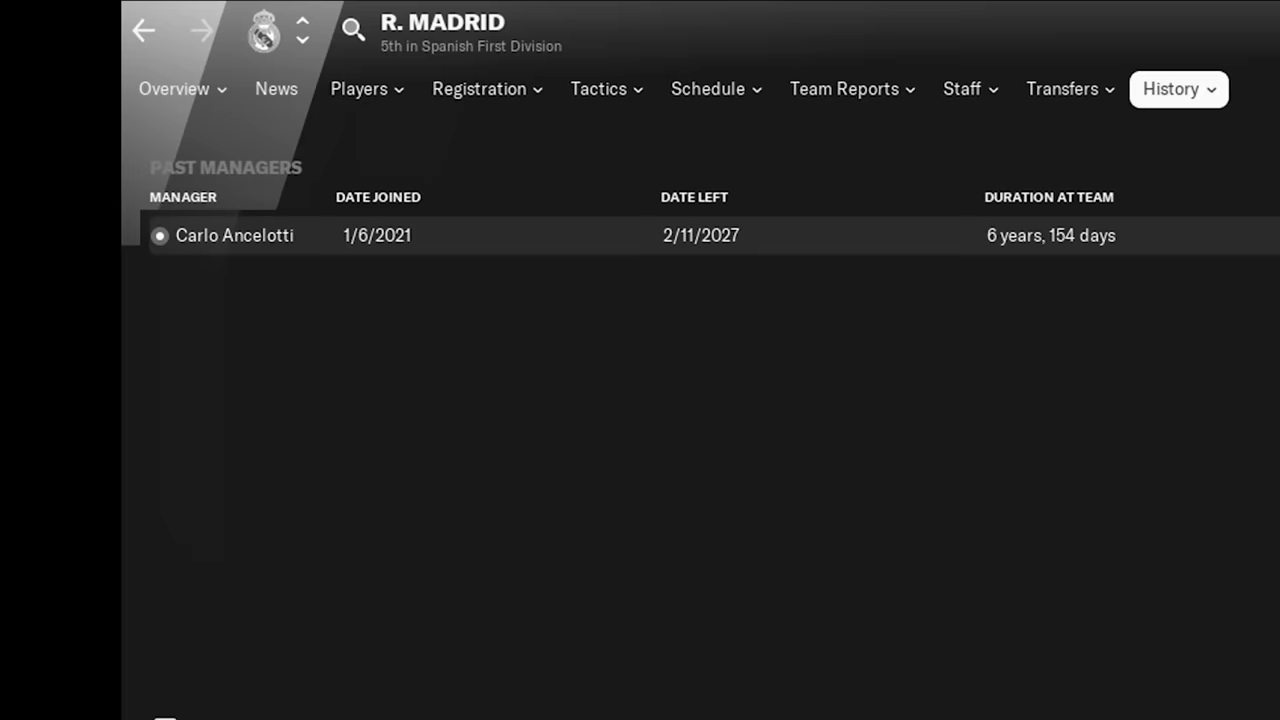 R. MADRID
5th in Spanish First Division
Overview News Players Registration Tactics Schedule Team Reports Staff Transfers History
PAST MANAGERS
MANAGER DATE JOINED DATE LEFT DURATION AT TEAM
Carlo Ancelotti 1/6/2021 2/11/2027 6 years, 154 days